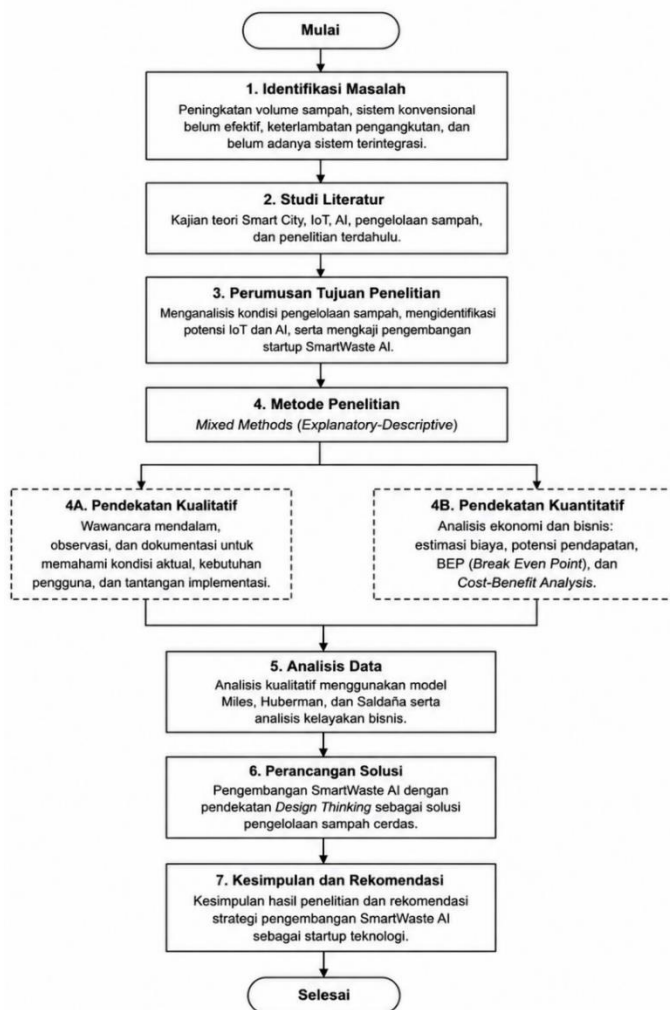 Mulai
1. Identifikasi Masalah
Peningkatan volume sampah, sistem konvensional
belum efektif, keterlambatan pengangkutan, dan
belum adanya sistem terintegrasi.
2. Studi Literatur
Kajian teori Smart City, IoT, AI, pengelolaan sampah,
dan penelitian terdahulu.
3. Perumusan Tujuan Penelitian
Menganalisis kondisi pengelolaan sampah, mengidentifikasi
potensi IoT dan AI, serta mengkaji pengembangan
startup SmartWaste AI.
4. Metode Penelitian
Mixed Methods (Explanatory-Descriptive)
4A. Pendekatan Kualitatif
Wawancara mendalam,
observasi, dan dokumentasi untuk
memahami kondisi aktual, kebutuhan
pengguna, dan tantangan implementasi.
4B. Pendekatan Kuantitatif
Analisis ekonomi dan bisnis:
estimasi biaya, potensi pendapatan,
BEP (Break Even Point), dan
Cost-Benefit Analysis.
5. Analisis Data
Analisis kualitatif menggunakan model
Miles, Huberman, dan Saldaña serta
analisis kelayakan bisnis.
6. Perancangan Solusi
Pengembangan SmartWaste AI dengan
pendekatan Design Thinking sebagai solusi
pengelolaan sampah cerdas.
7. Kesimpulan dan Rekomendasi
Kesimpulan hasil penelitian dan rekomendasi
strategi pengembangan SmartWaste AI
sebagai startup teknologi.
Selesai